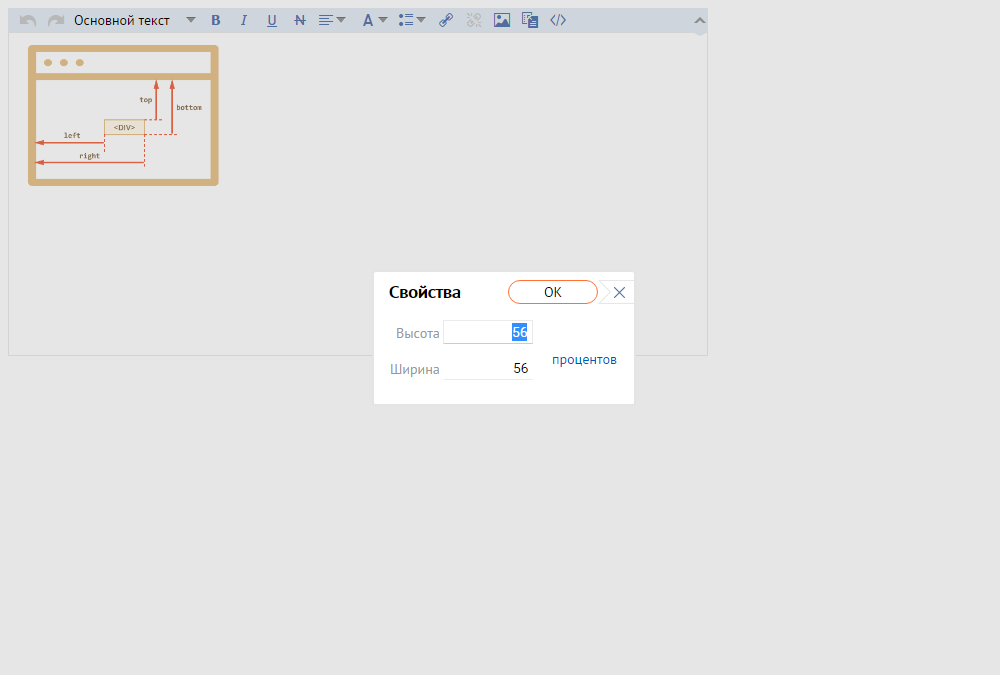 Основной текст B I U N A
top
bottom
<DIV>
left
right
Свойства OK
Высота 56
процентов
Ширина 56